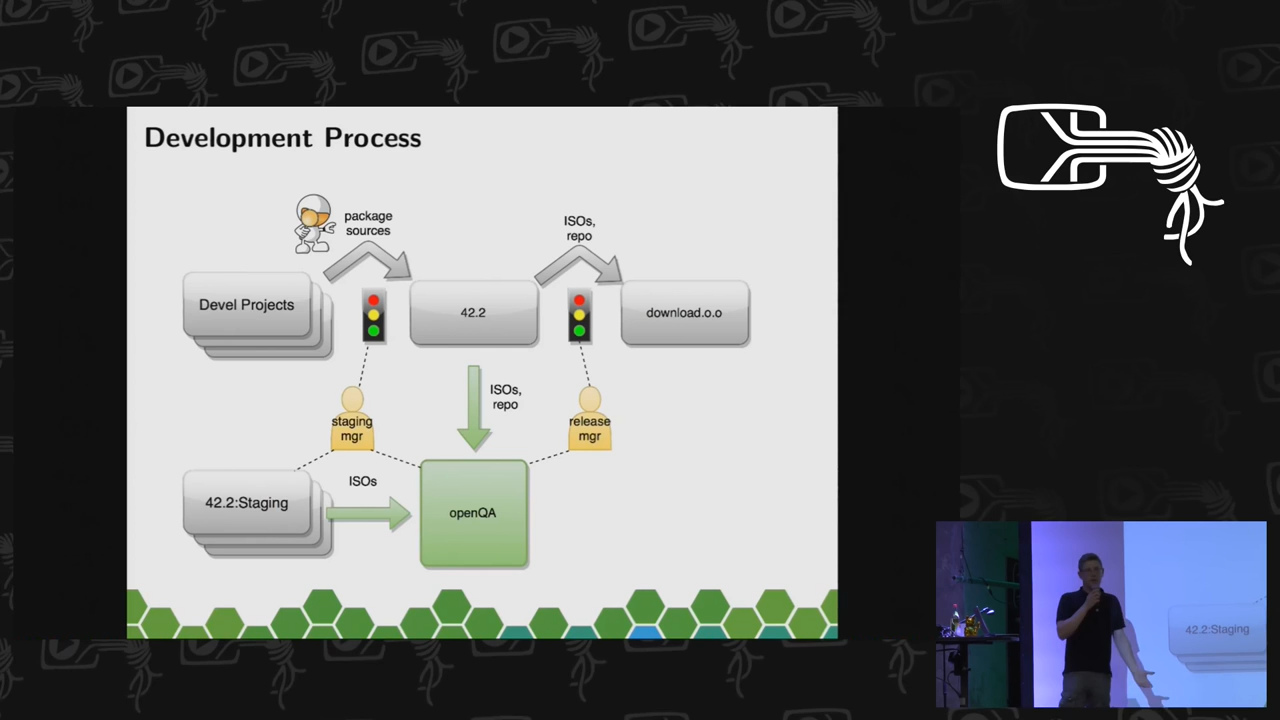 Development Process
package
sources
ISOs,
repo
Devel Projects
42.2
download.o.o
ISOs,
repo
staging
mgr
release
mgr
42.2:Staging
ISOs
openQA
42.2:Staging